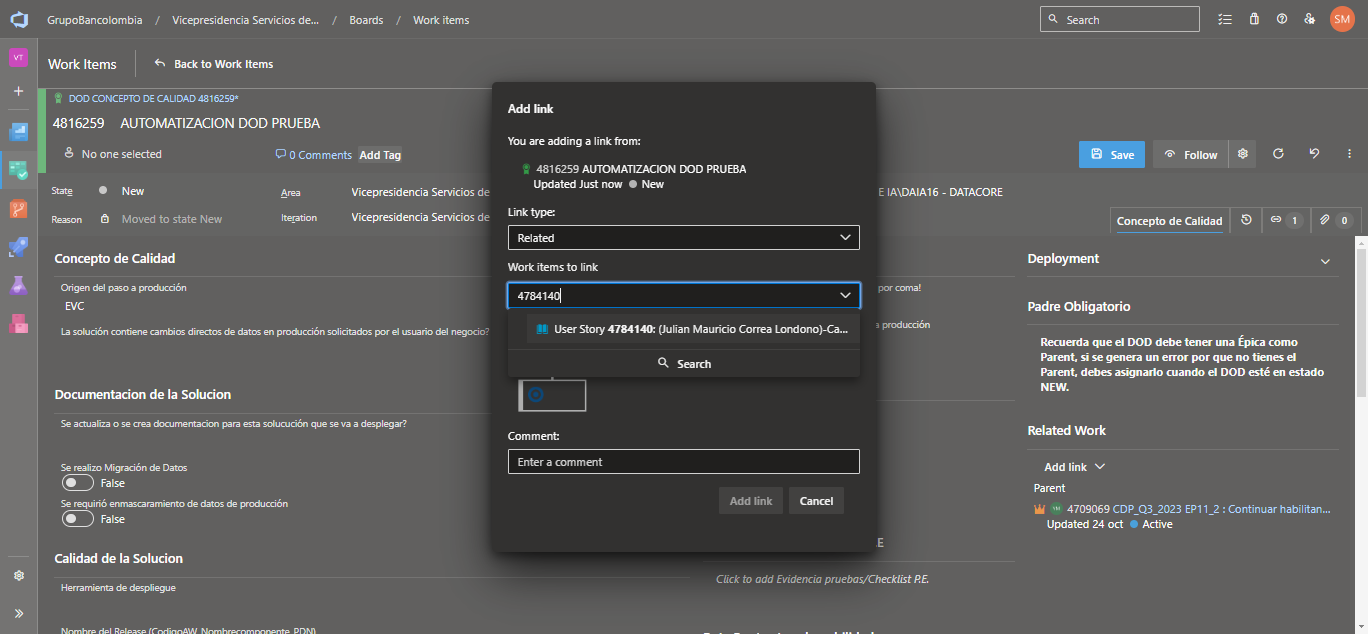 GrupoBancolombia / Vicepresidencia Servicios de... / Boards / Work items
Search
SM
VT
Work Items
Back to Work Items
DOD CONCEPTO DE CALIDAD 4816259*
4816259 AUTOMATIZACION DOD PRUEBA
No one selected
0 Comments
Add Tag
Save
Follow
State New
Area Vicepresidencia Servicios de
E IA\DAIA16 - DATACORE
Reason Moved to state New
Iteration Vicepresidencia Servicios de
Concepto de Calidad
1
0
Concepto de Calidad
Origen del paso a producción
EVC
La solución contiene cambios directos de datos en producción solicitados por el usuario del negocio?
Documentacion de la Solucion
Se actualiza o se crea documentacion para esta solucución que se va a desplegar?
Se realizo Migración de Datos
False
Se requirió enmascaramiento de datos de producción
False
Calidad de la Solucion
Herramienta de despliegue
Nombre del Release (CodigoAW_Nombrecomponente_PDN)
Add link
You are adding a link from:
4816259 AUTOMATIZACION DOD PRUEBA
Updated Just now New
Link type:
Related
Work items to link
4784140
User Story 4784140: (Julian Mauricio Correa Londono)-Ca...
Search
Comment:
Enter a comment
Add link
Cancel
por coma!
a producción
E
Click to add Evidencia pruebas/Checklist P.E.
Deployment
Padre Obligatorio
Recuerda que el DOD debe tener una Épica como
Parent, si se genera un error por que no tienes el
Parent, debes asignarlo cuando el DOD esté en estado
NEW.
Related Work
Add link
Parent
4709069 CDP_Q3_2023 EP11_2 : Continuar habilitan...
Updated 24 oct Active